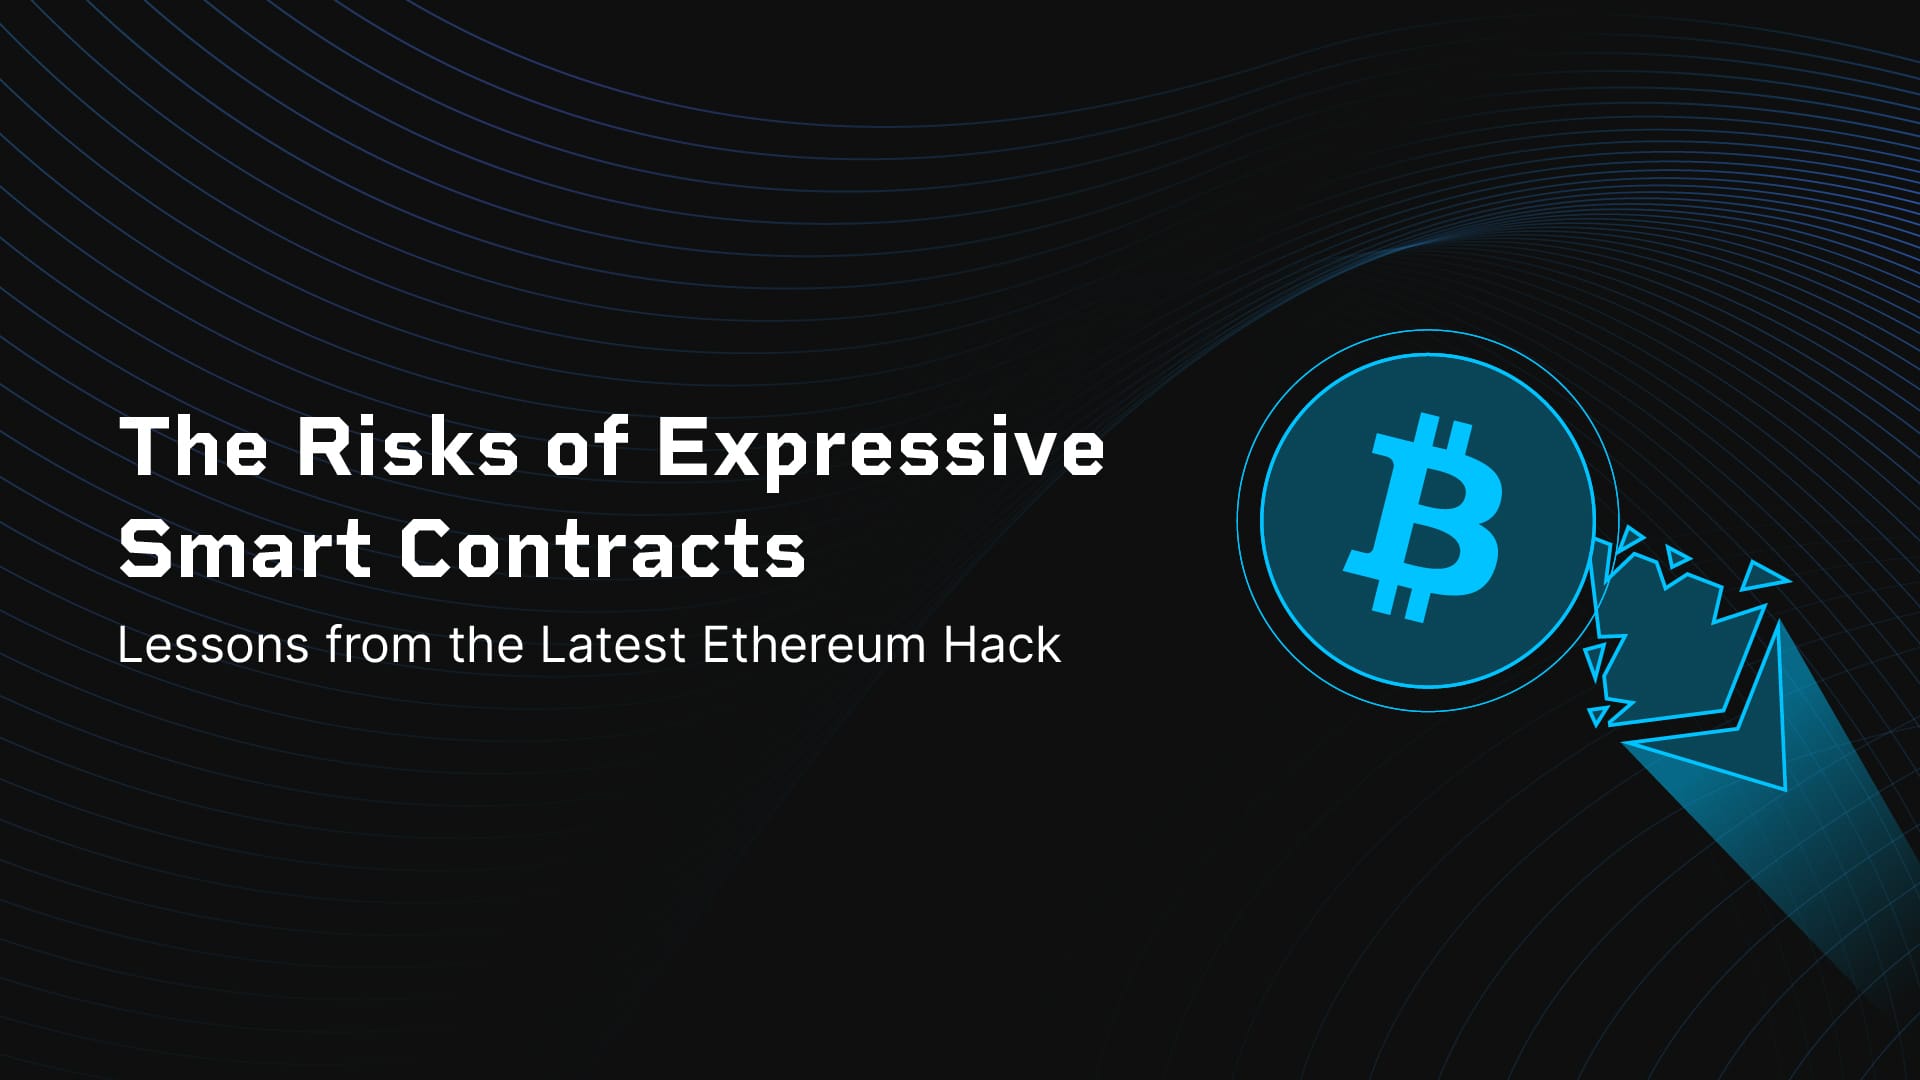 The Risks of Expressive
Smart Contracts
Lessons from the Latest Ethereum Hack